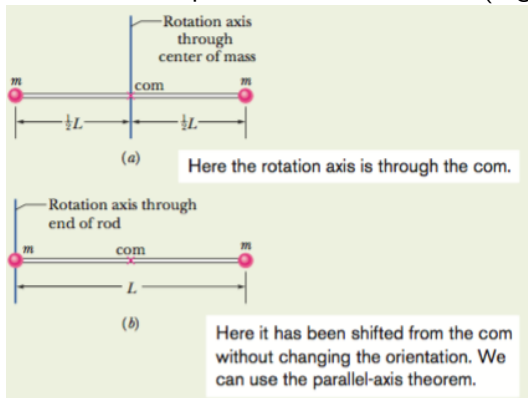 Rotation axis
through
center of mass
m
com
m
½L
½L
(a)
Here the rotation axis is through the com.
Rotation axis through
end of rod
m
com
m
L
(b)
Here it has been shifted from the com
without changing the orientation. We
can use the parallel-axis theorem.